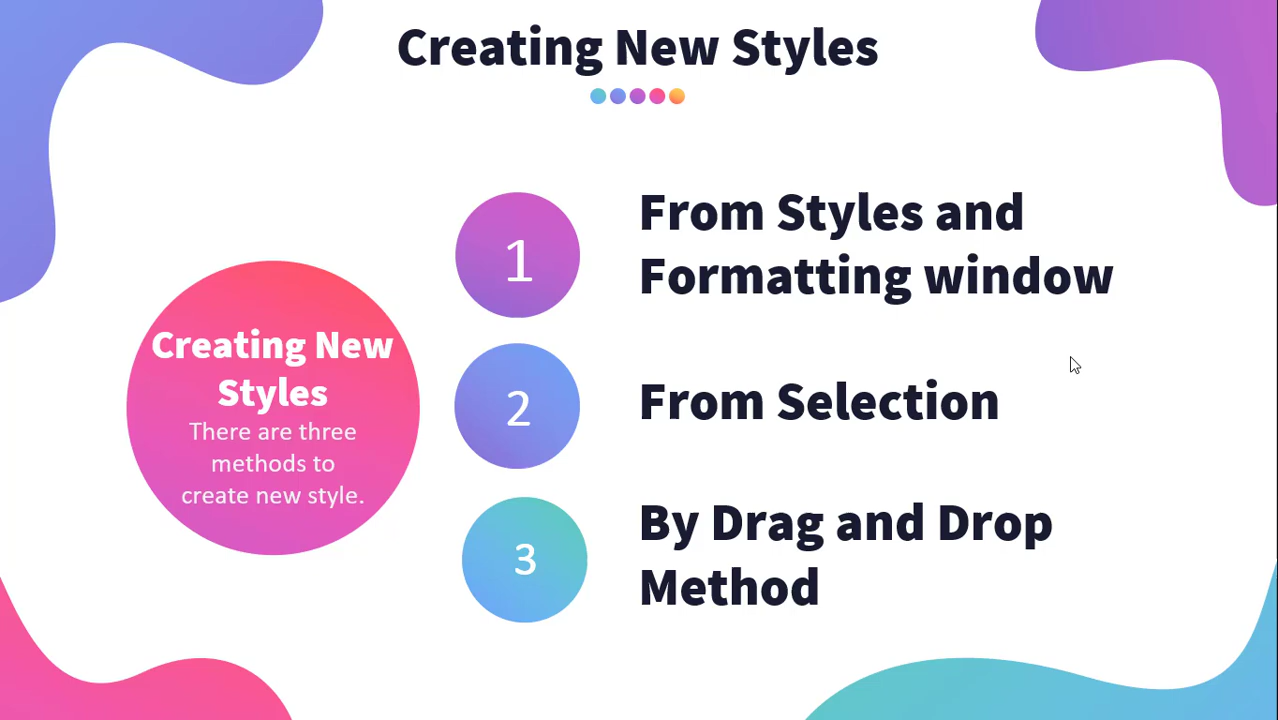 Creating New Styles
Creating New
Styles
There are three
methods to
create new style.
1
From Styles and
Formatting window
2
From Selection
3
By Drag and Drop
Method